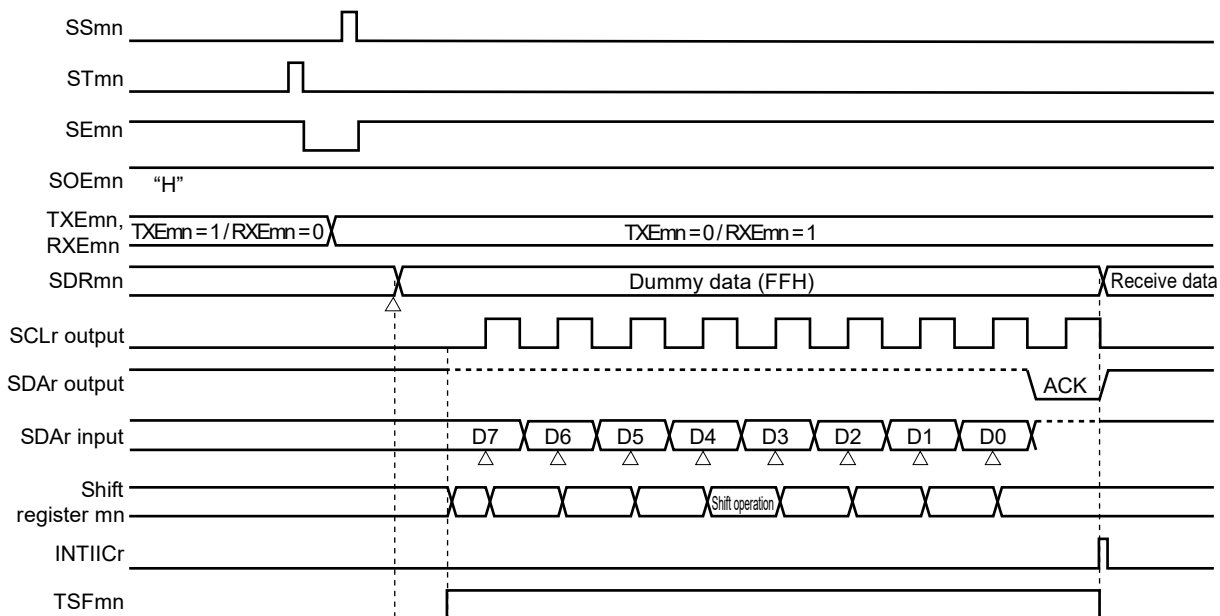 SSmn
STmn
SEmn
SOEmn “H”
TXEmn,
RXEmn
TXEmn = 1 / RXEmn = 0
TXEmn = 0 / RXEmn = 1
SDRmn
Dummy data (FFH)
Receive data
SCLr output
SDAr output
ACK
SDAr input
D7 D6 D5 D4 D3 D2 D1 D0
Shift
register mn
Shift operation
INTIICr
TSFmn